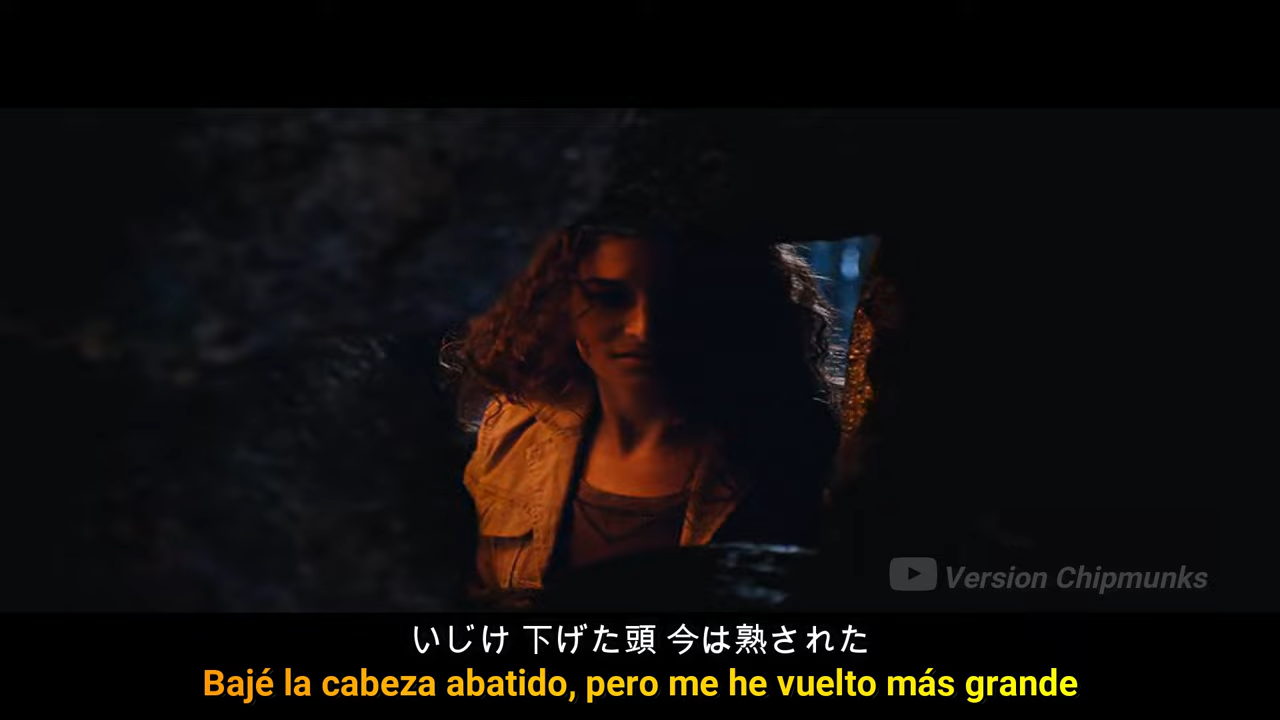 Version Chipmunks
いじけ 下げた頭 今は熟された
Bajé la cabeza abatido, pero me he vuelto más grande